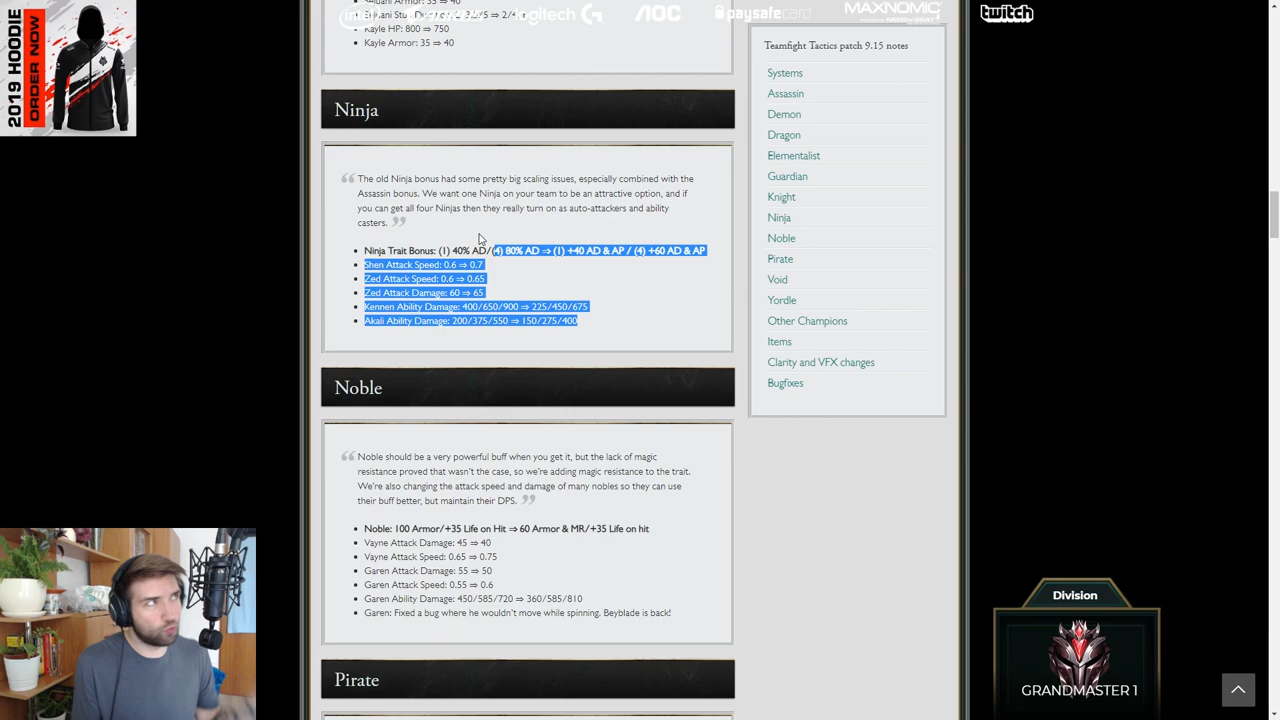 Kayle HP: 800 ⇒ 750
Kayle Armor: 35 ⇒ 40
intel
logitech G
AOC
paysafecard
MAXNOMIC
twitch
2019 HOODIE
ORDER NOW
Ninja
The old Ninja bonus had some pretty big scaling issues, especially combined with the
Assassin bonus. We want one Ninja on your team to be an attractive option, and if
you can get all four Ninjas then they really turn on as auto-attackers and ability
casters.
Ninja Trait Bonus: (1) 40% AD/(4) 80% AD ⇒ (1) +40 AD & AP / (4) +60 AD & AP
Shen Attack Speed: 0.6 ⇒ 0.7
Zed Attack Speed: 0.6 ⇒ 0.65
Zed Attack Damage: 60 ⇒ 65
Kennen Ability Damage: 400/650/900 ⇒ 225/450/675
Akali Ability Damage: 200/375/550 ⇒ 150/275/400
Noble
Noble should be a very powerful buff when you get it, but the lack of magic
resistance proved that wasn't the case, so we're adding magic resistance to the trait.
We're also changing the attack speed and damage of many nobles so they can use
their buff better, but maintain their DPS.
Noble: 100 Armor/+35 Life on Hit ⇒ 60 Armor & MR/+35 Life on hit
Vayne Attack Damage: 45 ⇒ 40
Vayne Attack Speed: 0.65 ⇒ 0.75
Garen Attack Damage: 55 ⇒ 50
Garen Attack Speed: 0.55 ⇒ 0.6
Garen Ability Damage: 450/585/720 ⇒ 360/585/810
Garen: Fixed a bug where he wouldn't move while spinning. Beyblade is back!
Pirate
Teamfight Tactics patch 9.15 notes
Systems
Assassin
Demon
Dragon
Elementalist
Guardian
Knight
Ninja
Noble
Pirate
Void
Yordle
Other Champions
Items
Clarity and VFX changes
Bugfixes
Division
GRANDMASTER 1